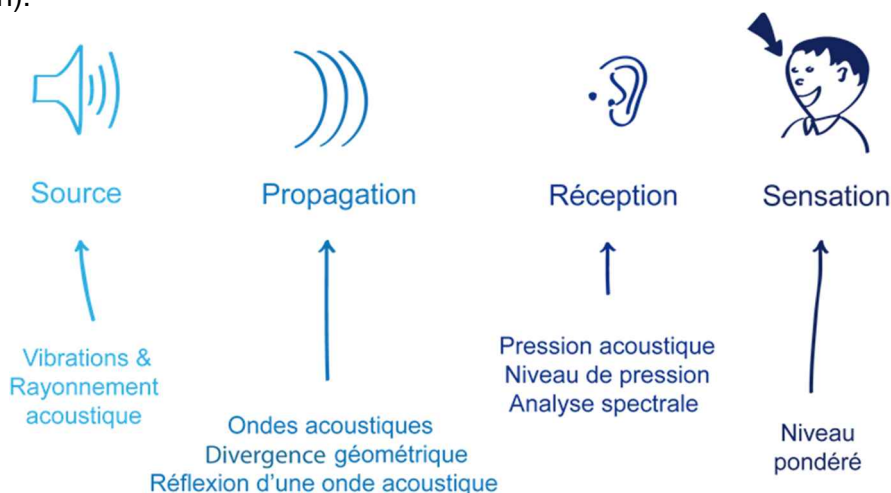 n).
Source
Propagation
Réception
Sensation
Vibrations &
Rayonnement
acoustique
Ondes acoustiques
Divergence géométrique
Réflexion d'une onde acoustique
Pression acoustique
Niveau de pression
Analyse spectrale
Niveau
pondéré